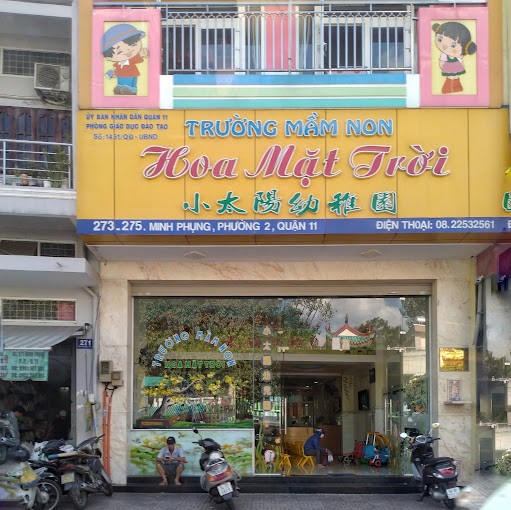 ỦY BAN NHÂN DÂN QUẬN 11
PHÒNG GIÁO DỤC ĐÀO TẠO
TRƯỜNG MẦM NON
Hoa Mặt Trời
小太陽幼稚園
273-275. MINH PHỤNG, PHƯỜNG 2, QUẬN 11
ĐIỆN THOẠI: 08.22532561
271
TRƯỜNG MẦM NON
HOA MẶT TRỜI